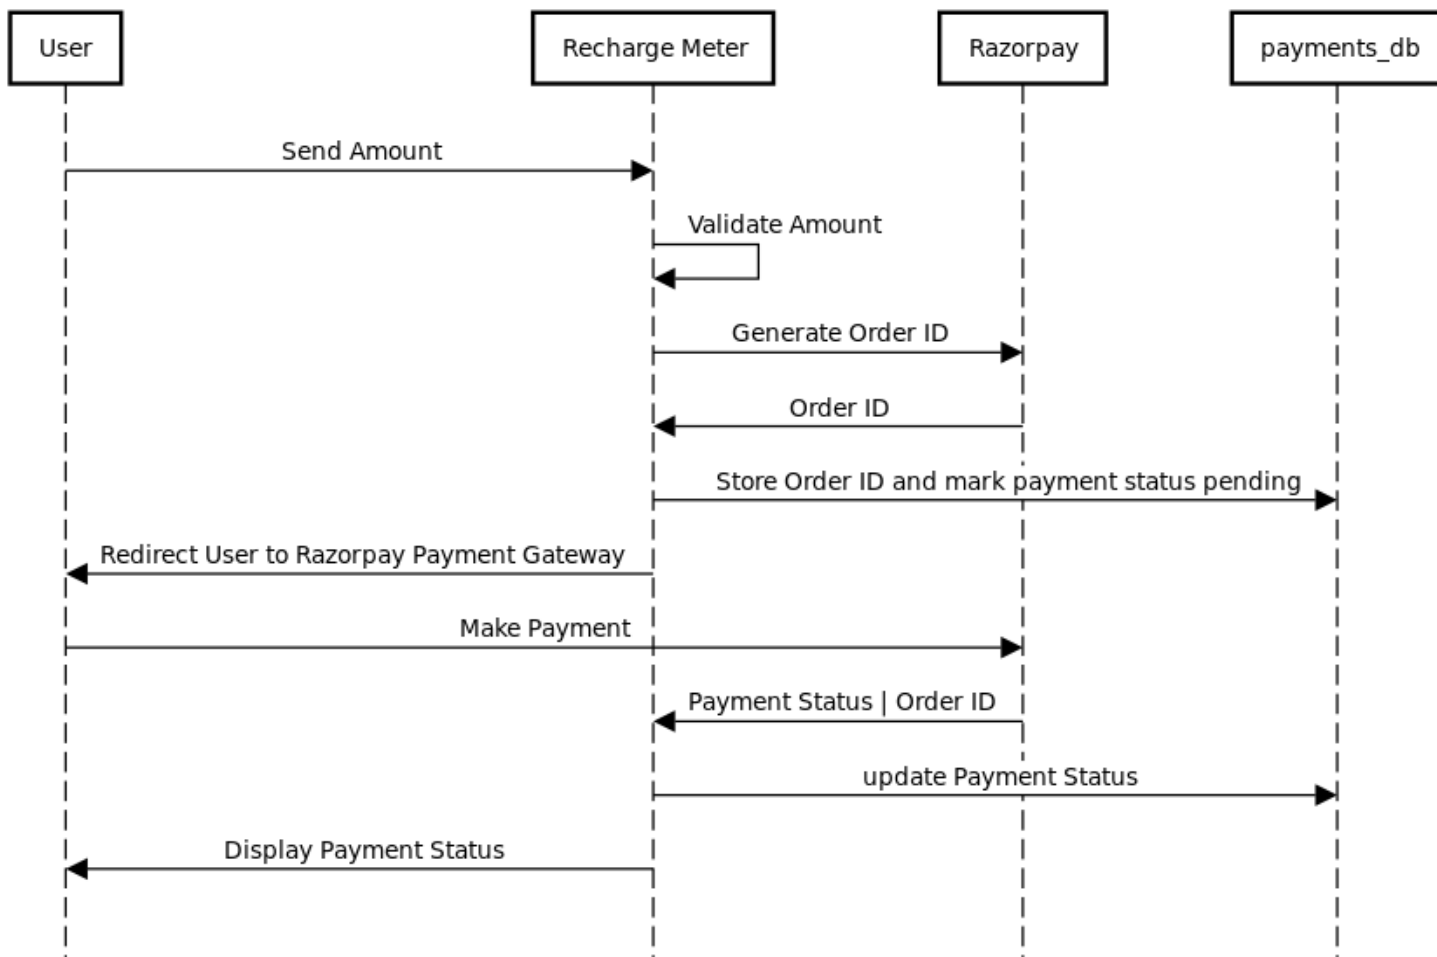 User
Recharge Meter
Razorpay
payments_db
Send Amount
Validate Amount
Generate Order ID
Order ID
Store Order ID and mark payment status pending
Redirect User to Razorpay Payment Gateway
Make Payment
Payment Status | Order ID
update Payment Status
Display Payment Status